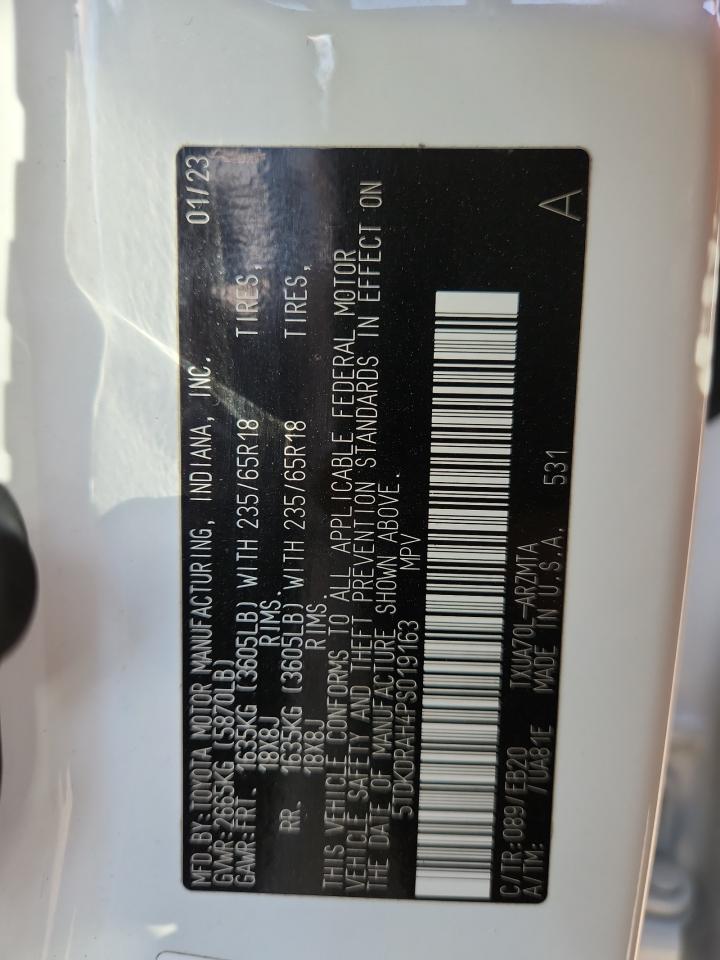 MFD.BY:TOYOTA MOTOR MANUFACTURING, INDIANA, INC. 01/23
GVWR:2665KG (5870LB)
GAWR:FRT. 1635KG (3605LB) WITH 235/65R18 TIRES,
18X8J RIMS.
RR. 1635KG (3605LB) WITH 235/65R18 TIRES,
18X8J RIMS.
THIS VEHICLE CONFORMS TO ALL APPLICABLE FEDERAL MOTOR
VEHICLE SAFETY AND THEFT PREVENTION STANDARDS IN EFFECT ON
THE DATE OF MANUFACTURE SHOWN ABOVE.
5TDKDRAH4PS019163 MPV
C/TR:089/EB20 TXUA70L-ARZMTA
A/TM: /UA81E MADE IN U.S.A. 531 A